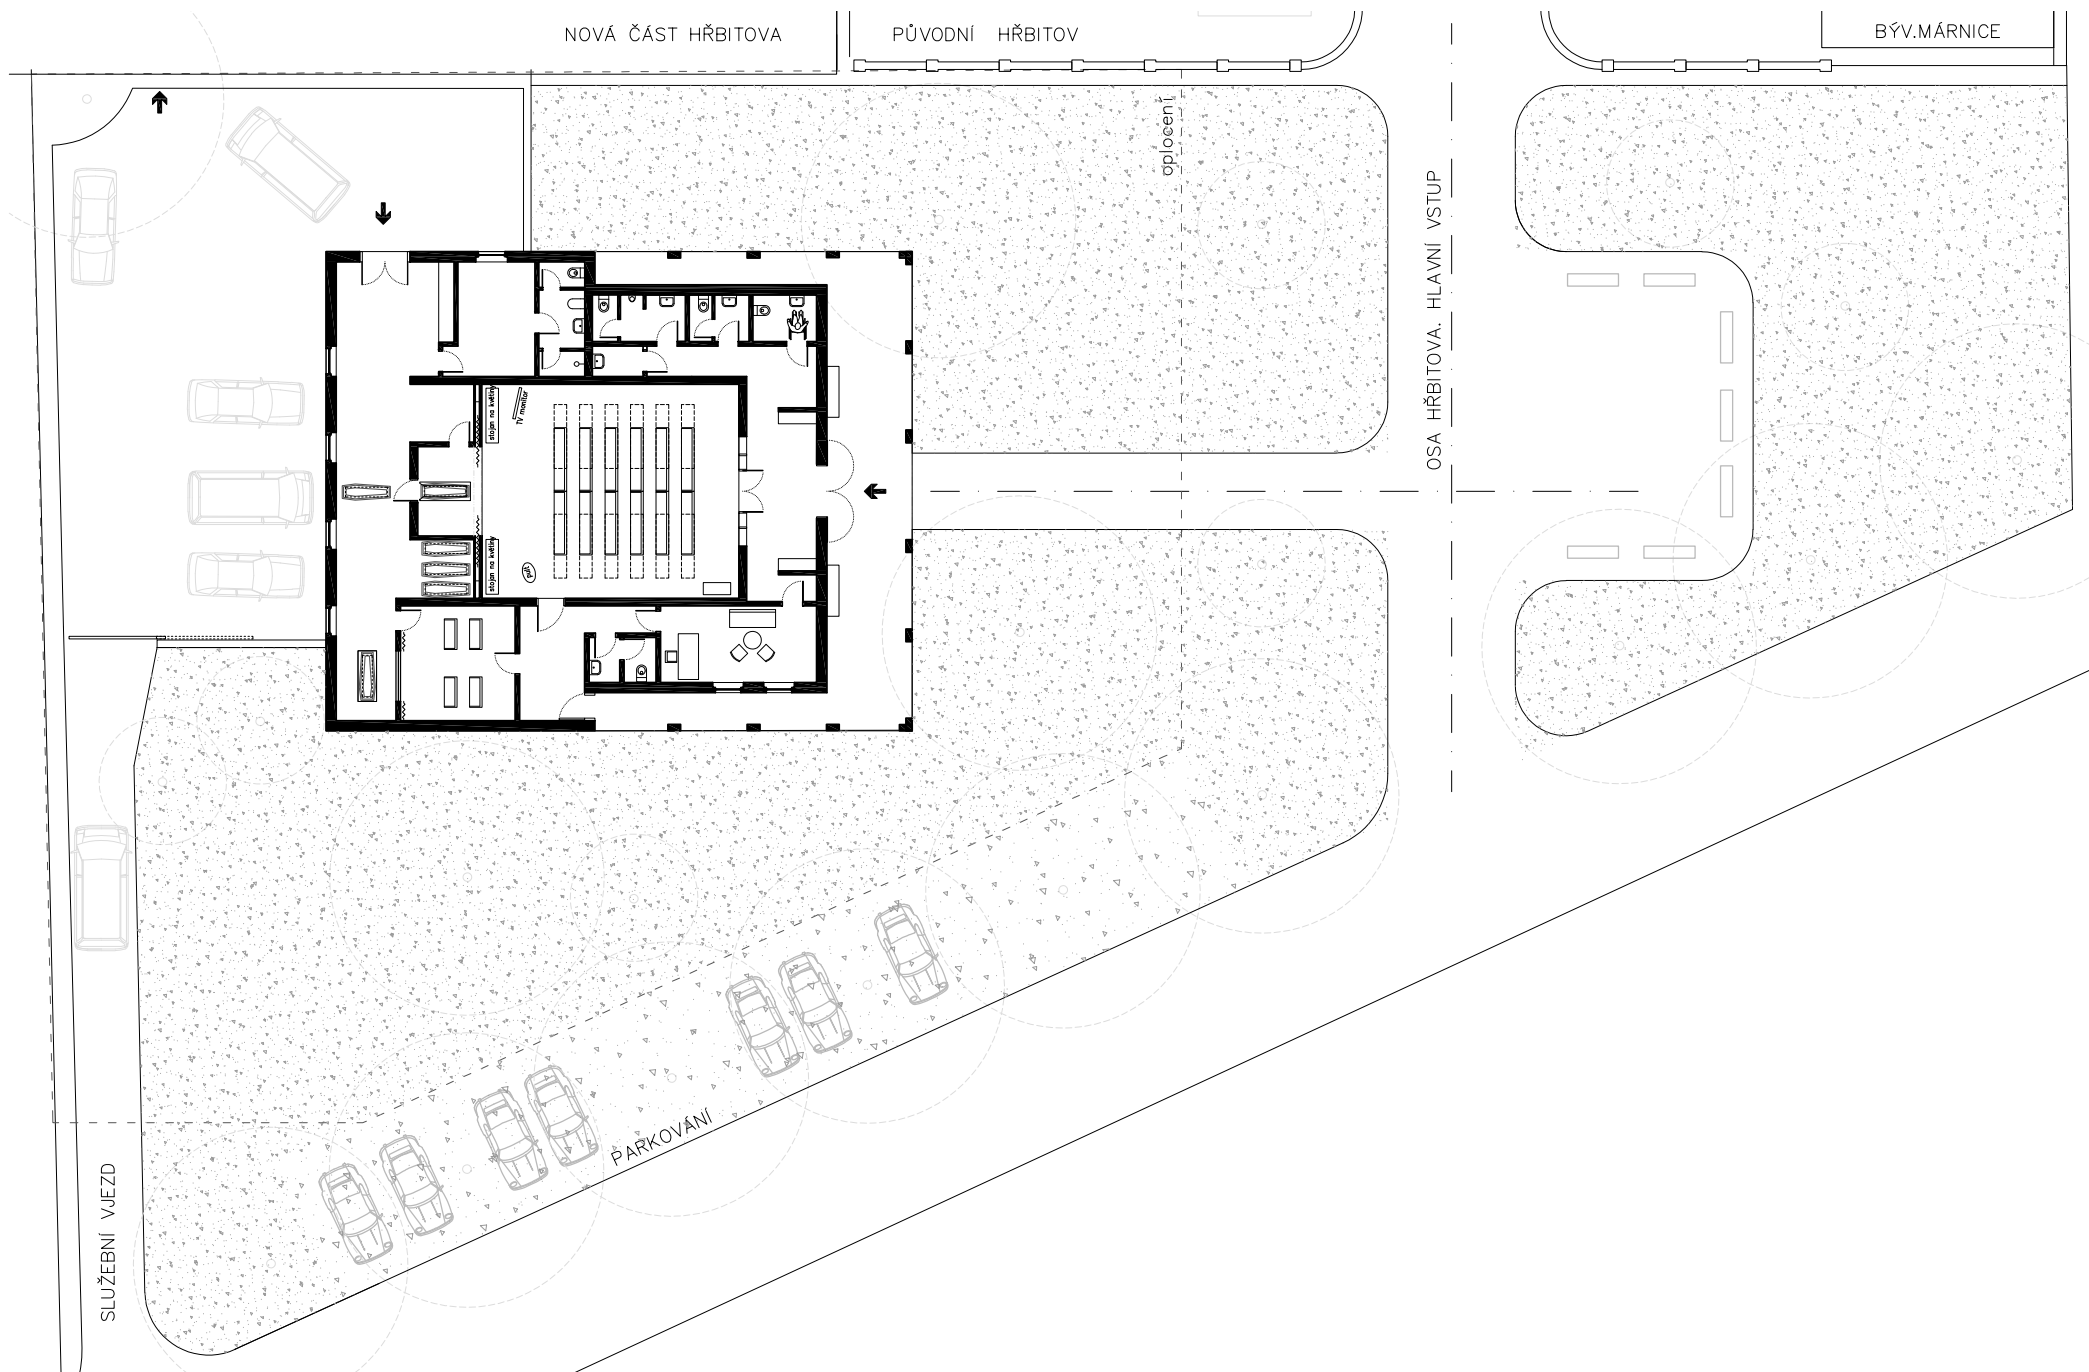 NOVÁ ČÁST HŘBITOVA
PŮVODNÍ HŘBITOV
BÝV.MÁRNICE
oplocení
OSA HŘBITOVA. HLAVNÍ VSTUP
stojan na květiny
TV monitor
stojan na květiny
pult
PARKOVÁNÍ
SLUŽEBNÍ VJEZD